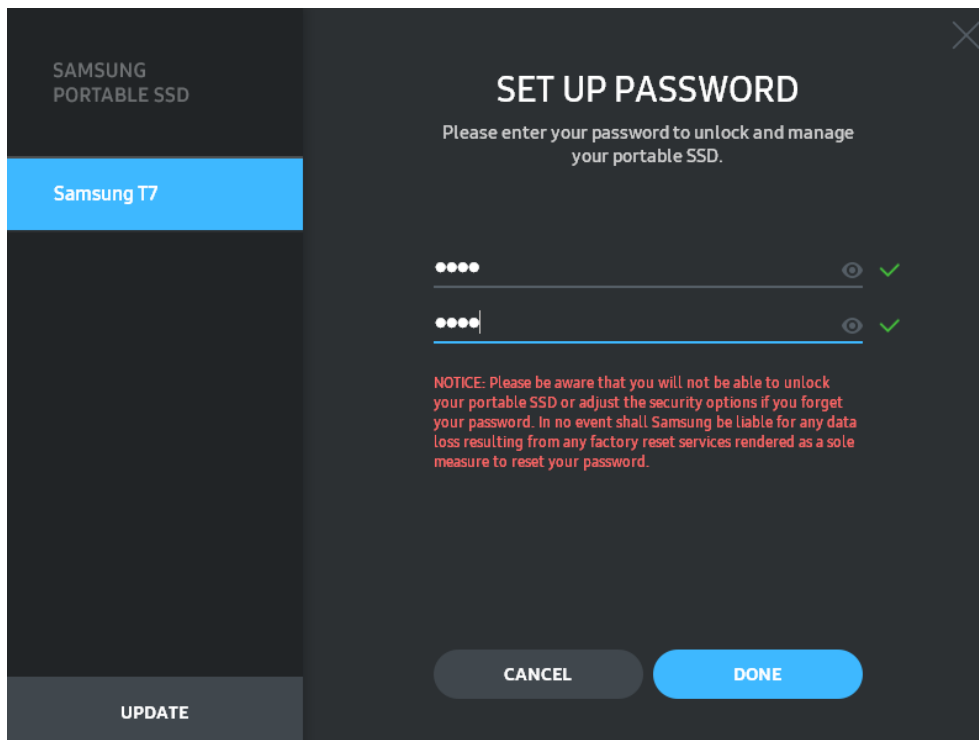 SAMSUNG
PORTABLE SSD
Samsung T7
UPDATE
SET UP PASSWORD
Please enter your password to unlock and manage
your portable SSD.
●●●●
●●●●
NOTICE: Please be aware that you will not be able to unlock
your portable SSD or adjust the security options if you forget
your password. In no event shall Samsung be liable for any data
loss resulting from any factory reset services rendered as a sole
measure to reset your password.
CANCEL
DONE